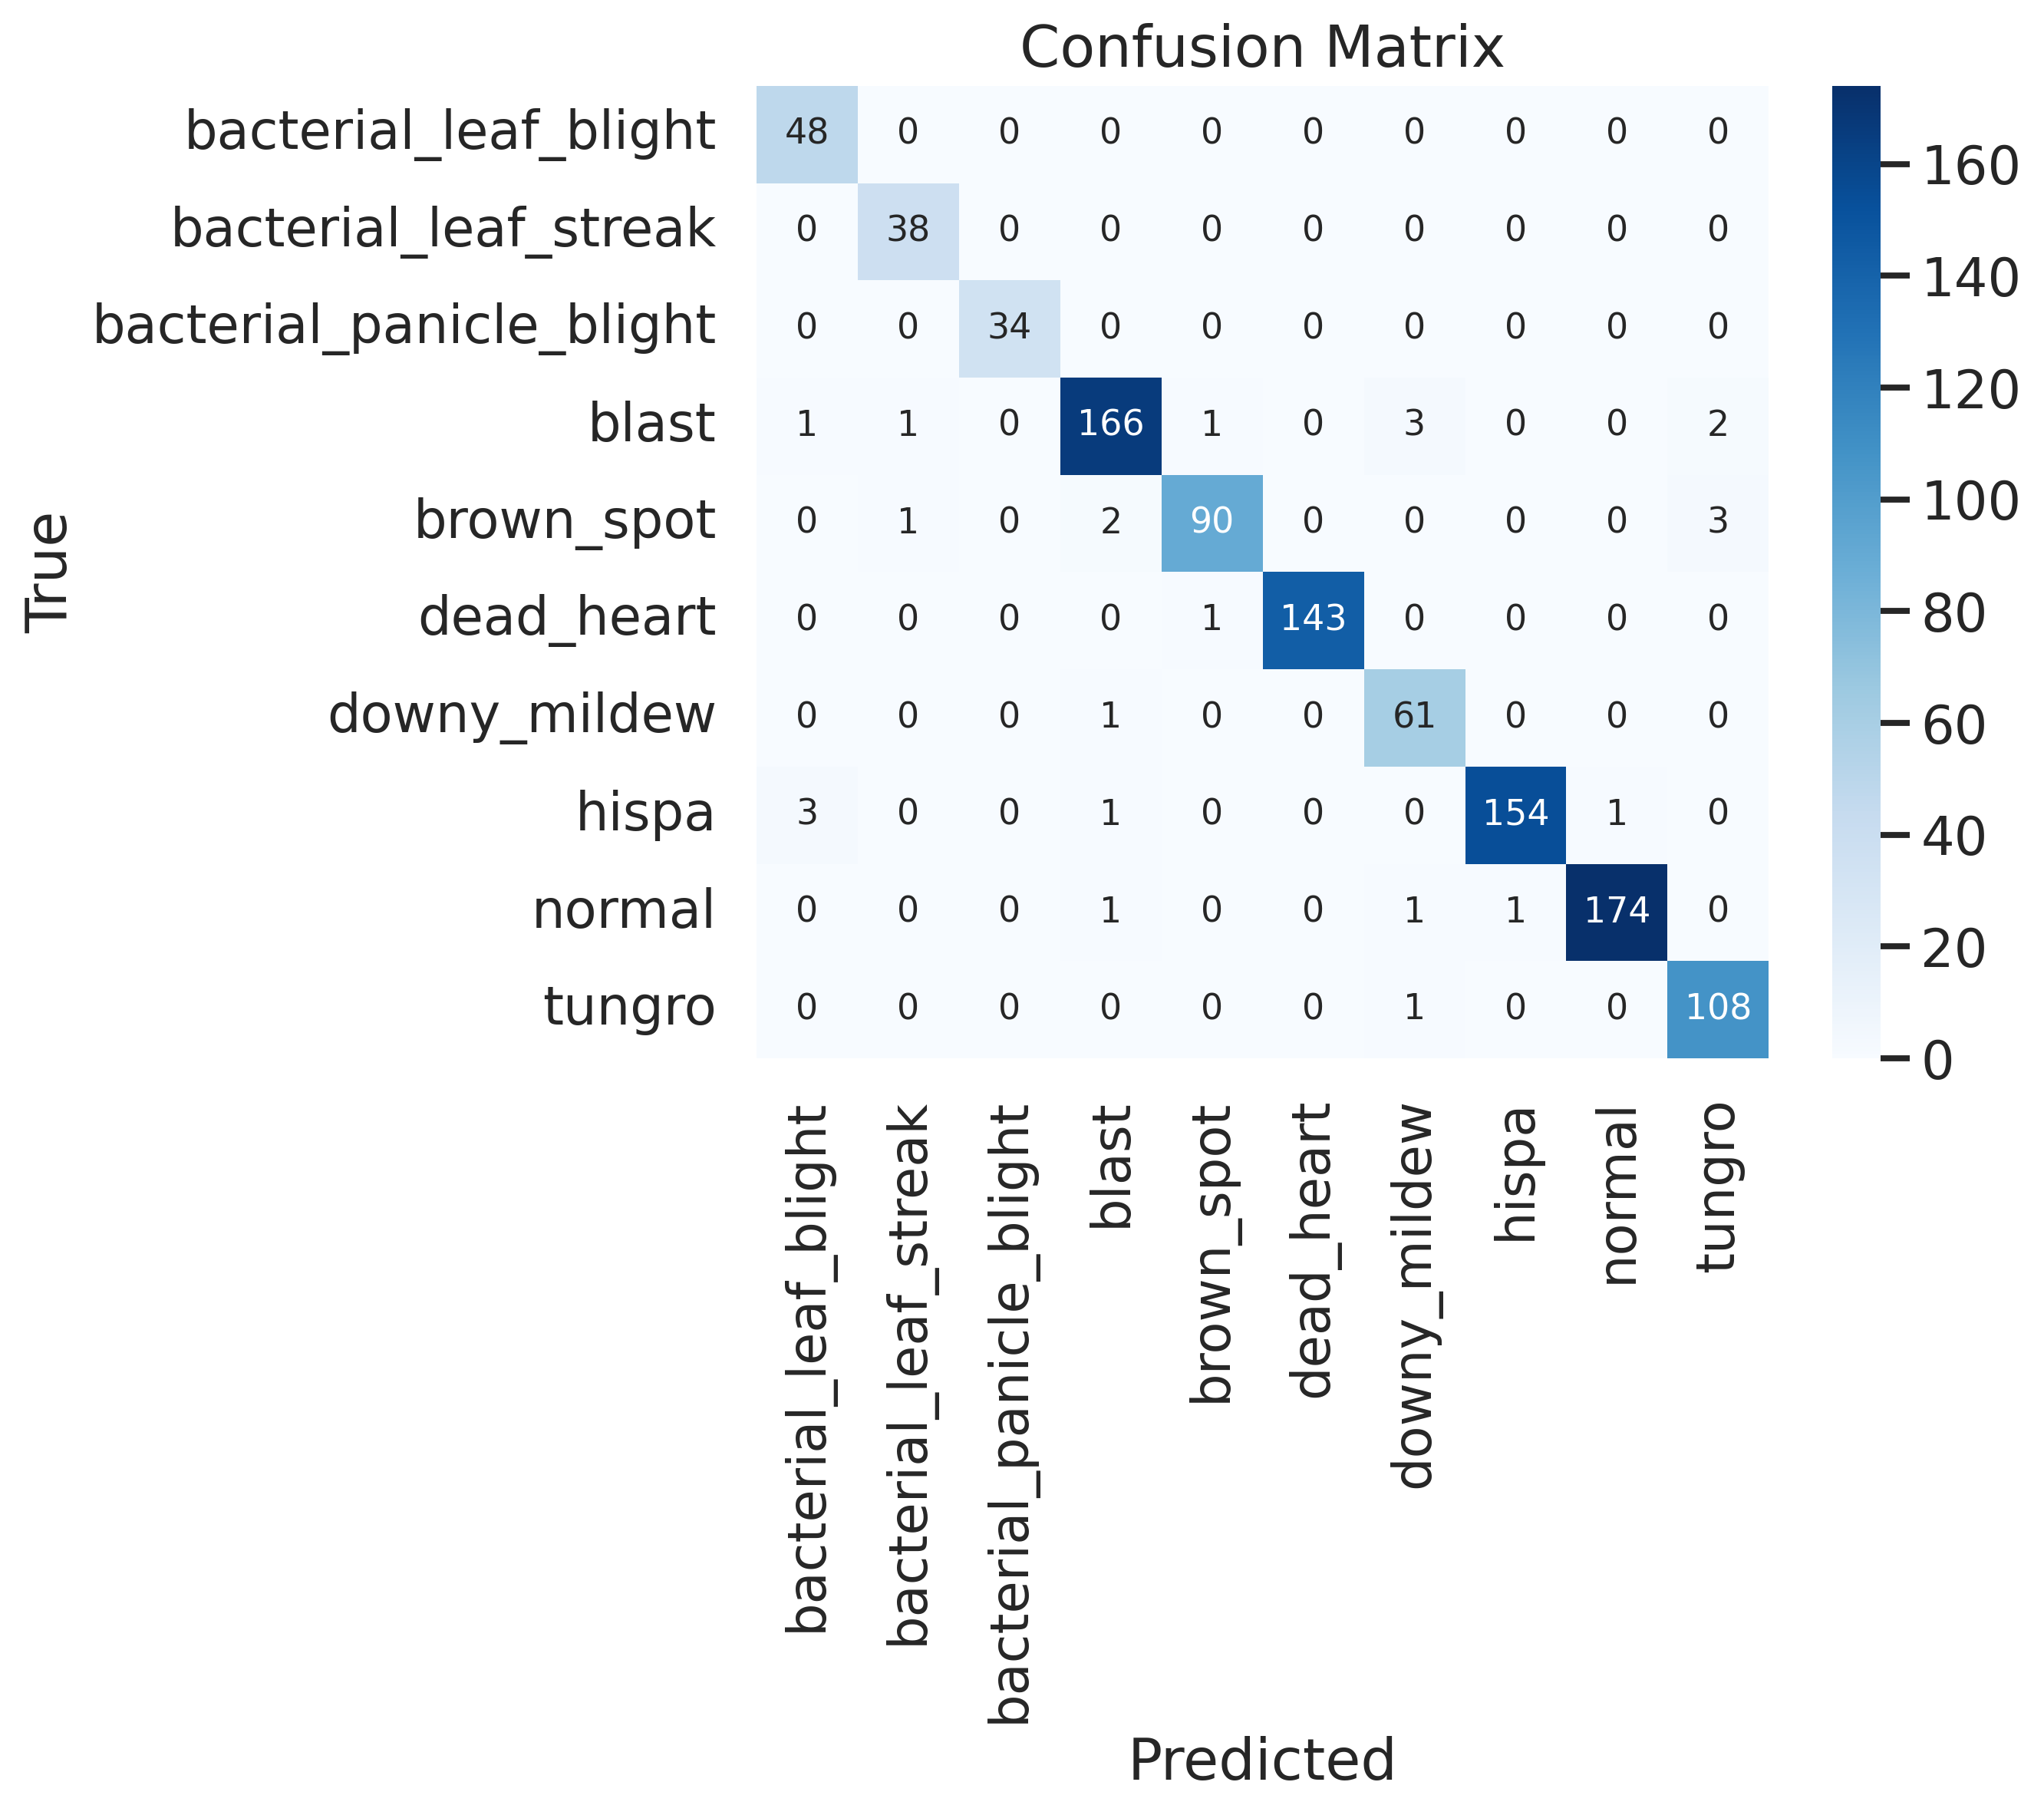 Confusion Matrix
bacterial_leaf_blight 48 0 0 0 0 0 0 0 0 0
bacterial_leaf_streak 0 38 0 0 0 0 0 0 0 0
bacterial_panicle_blight 0 0 34 0 0 0 0 0 0 0
blast 1 1 0 166 1 0 3 0 0 2
brown_spot 0 1 0 2 90 0 0 0 0 3
dead_heart 0 0 0 0 1 143 0 0 0 0
downy_mildew 0 0 0 1 0 0 61 0 0 0
hispa 3 0 0 1 0 0 0 154 1 0
normal 0 0 0 1 0 0 1 1 174 0
tungro 0 0 0 0 0 0 1 0 0 108
True
160
140
120
100
80
60
40
20
0
bacterial_leaf_blight
bacterial_leaf_streak
bacterial_panicle_blight
blast
brown_spot
dead_heart
downy_mildew
hispa
normal
tungro
Predicted